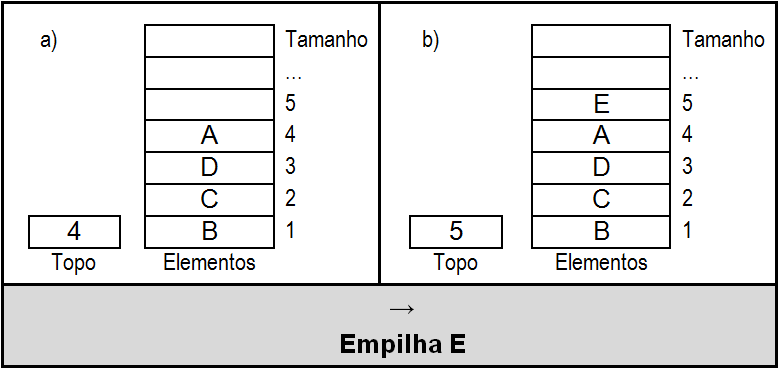 a) Tamanho
...
5
A 4
D 3
C 2
4 B 1
Topo Elementos
b) Tamanho
...
E 5
A 4
D 3
C 2
5 B 1
Topo Elementos
→
Empilha E